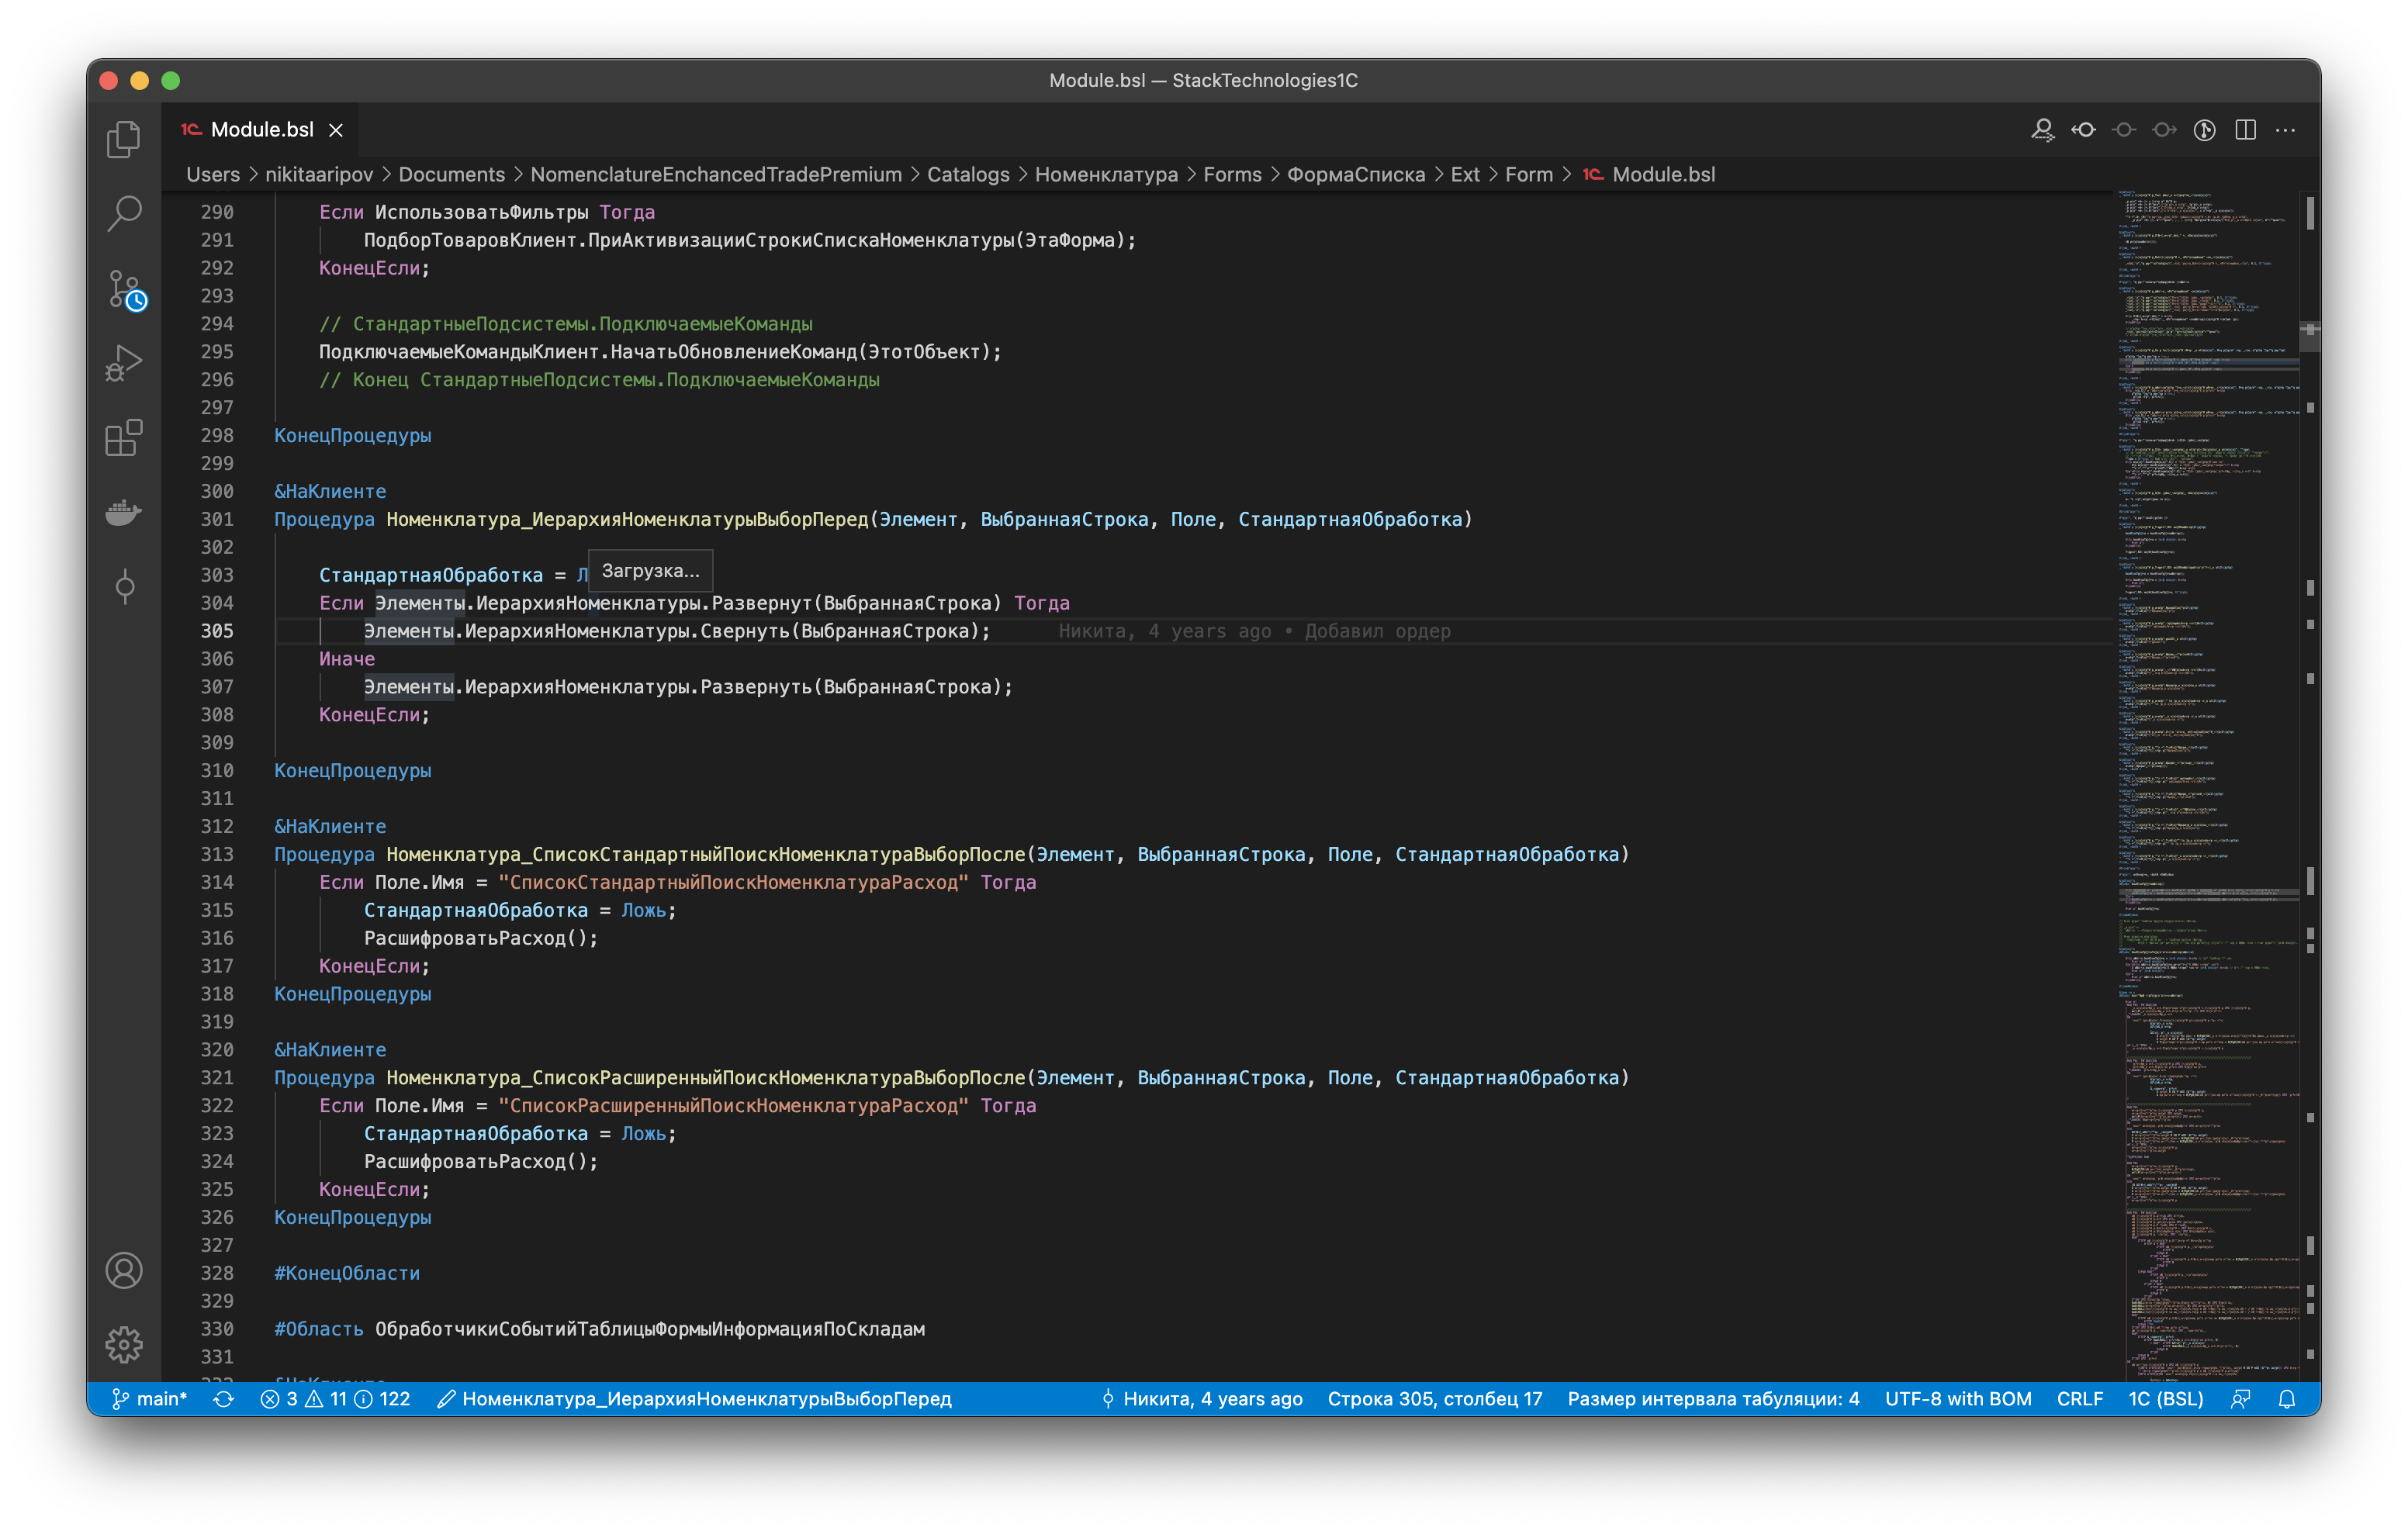 Module.bsl — StackTechnologies1C
1C Module.bsl
Users > nikitaaripov > Documents > NomenclatureEnchancedTradePremium > Catalogs > Номенклатура > Forms > ФормаСписка > Ext > Form > 1C Module.bsl
290 Если ИспользоватьФильтры Тогда
291 ПодборТоваровКлиент.ПриАктивизацииСтрокиСпискаНоменклатуры(ЭтаФорма);
292 КонецЕсли;
293
294 // СтандартныеПодсистемы.ПодключаемыеКоманды
295 ПодключаемыеКомандыКлиент.НачатьОбновлениеКоманд(ЭтотОбъект);
296 // Конец СтандартныеПодсистемы.ПодключаемыеКоманды
297
298 КонецПроцедуры
299
300 &НаКлиенте
301 Процедура Номенклатура_ИерархияНоменклатурыВыборПеред(Элемент, ВыбраннаяСтрока, Поле, СтандартнаяОбработка)
302
303 СтандартнаяОбработка = Л
Загрузка...
304 Если Элементы.ИерархияНоменклатуры.Развернут(ВыбраннаяСтрока) Тогда
305 Элементы.ИерархияНоменклатуры.Свернуть(ВыбраннаяСтрока); Никита, 4 years ago • Добавил ордер
306 Иначе
307 Элементы.ИерархияНоменклатуры.Развернуть(ВыбраннаяСтрока);
308 КонецЕсли;
309
310 КонецПроцедуры
311
312 &НаКлиенте
313 Процедура Номенклатура_СписокСтандартныйПоискНоменклатураВыборПосле(Элемент, ВыбраннаяСтрока, Поле, СтандартнаяОбработка)
314 Если Поле.Имя = "СписокСтандартныйПоискНоменклатураРасход" Тогда
315 СтандартнаяОбработка = Ложь;
316 РасшифроватьРасход();
317 КонецЕсли;
318 КонецПроцедуры
319
320 &НаКлиенте
321 Процедура Номенклатура_СписокРасширенныйПоискНоменклатураВыборПосле(Элемент, ВыбраннаяСтрока, Поле, СтандартнаяОбработка)
322 Если Поле.Имя = "СписокРасширенныйПоискНоменклатураРасход" Тогда
323 СтандартнаяОбработка = Ложь;
324 РасшифроватьРасход();
325 КонецЕсли;
326 КонецПроцедуры
327
328 #КонецОбласти
329
330 #Область ОбработчикиСобытийТаблицыФормыИнформацияПоСкладам
331
332 &НаКлиенте
main* 3 11 122 Номенклатура_ИерархияНоменклатурыВыборПеред Никита, 4 years ago Строка 305, столбец 17 Размер интервала табуляции: 4 UTF-8 with BOM CRLF 1C (BSL)